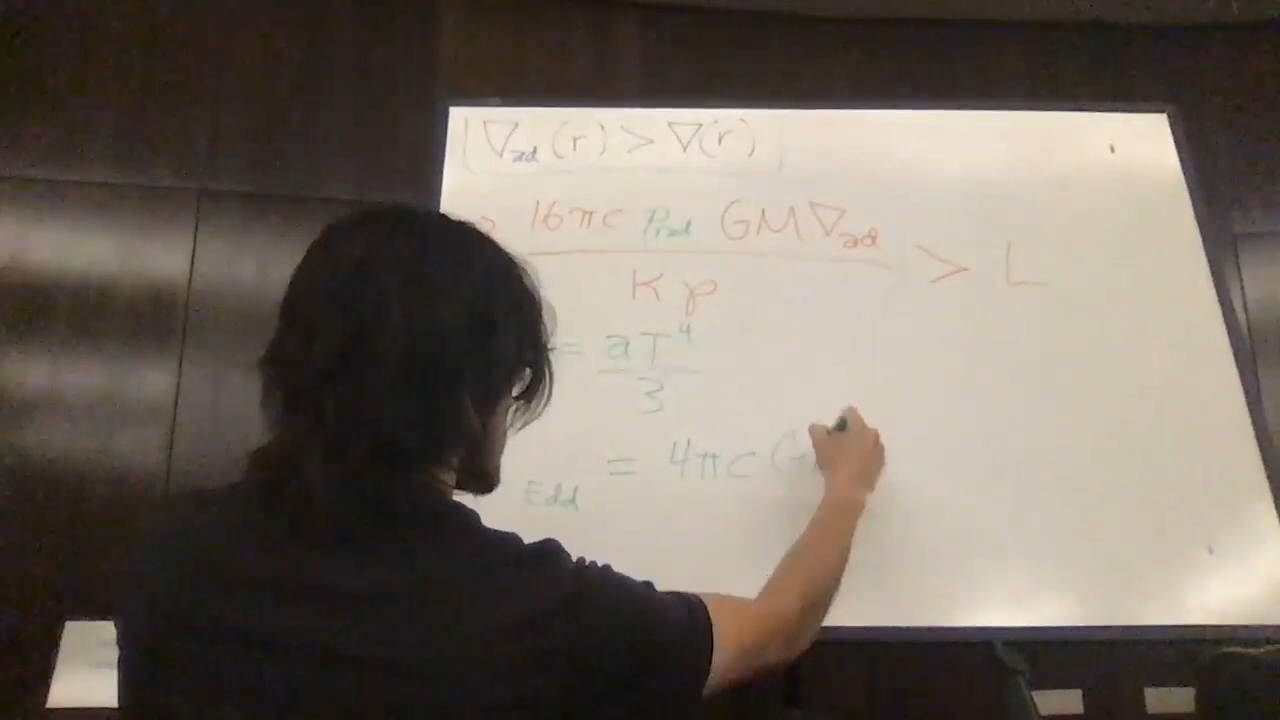 ∇ad (r) > ∇(r)
16πc Prad GM∇ad / κ p > L
= aT⁴ / 3
Edd = 4πc G